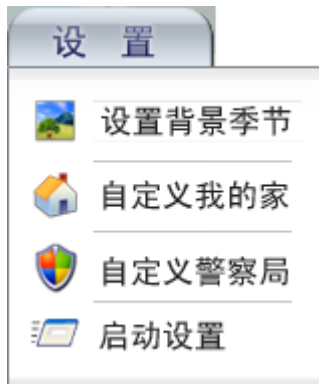 设 置
设置背景季节
自定义我的家
自定义警察局
启动设置